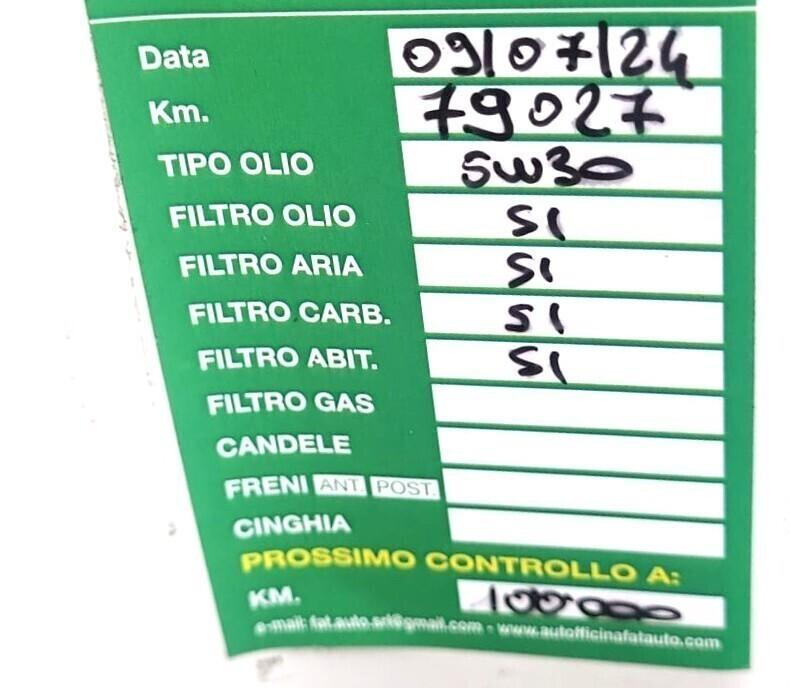 Data 09/07/24
Km. 79027
TIPO OLIO 5W30
FILTRO OLIO SI
FILTRO ARIA SI
FILTRO CARB. SI
FILTRO ABIT. SI
FILTRO GAS
CANDELE
FRENI ANT. POST.
CINGHIA
PROSSIMO CONTROLLO A:
KM. 100000
e-mail: fat.auto.srl@gmail.com - www.autofficinafatauto.com